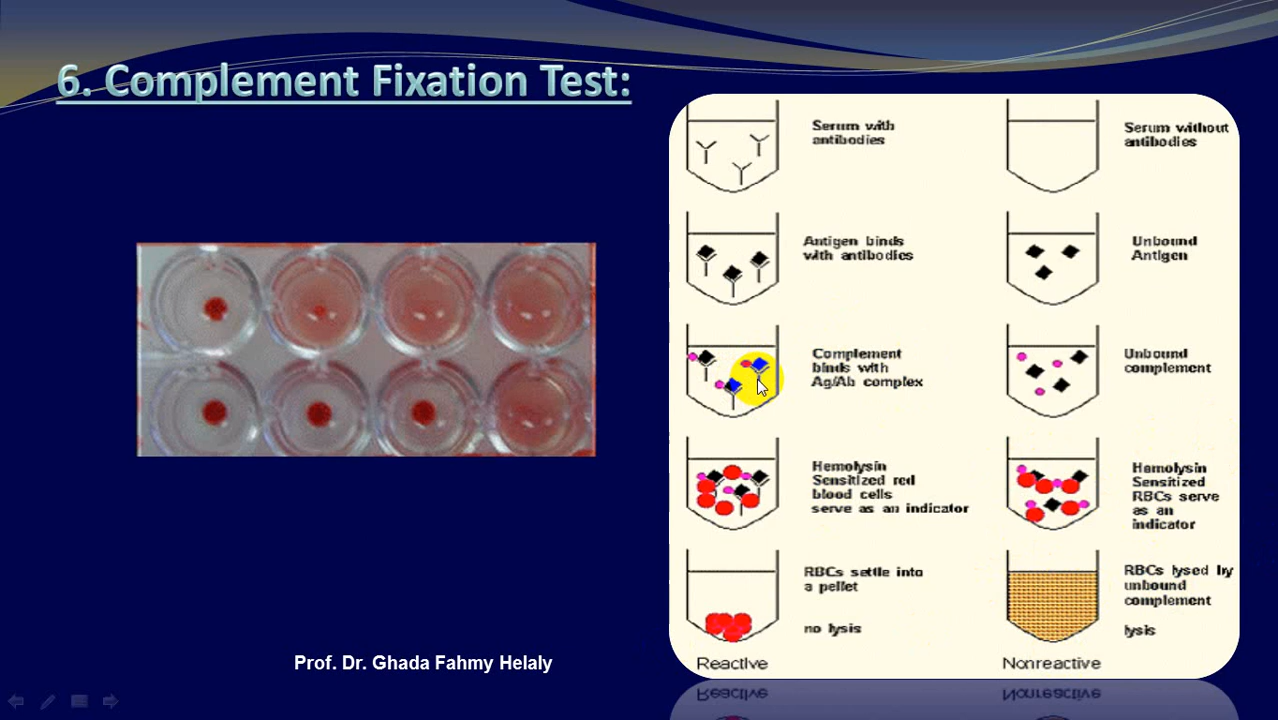 6. Complement Fixation Test:
Serum with
antibodies
Serum without
antibodies
Antigen binds
with antibodies
Unbound
Antigen
Complement
binds with
Ag/Ab complex
Unbound
complement
Hemolysin
Sensitized red
blood cells
serve as an indicator
Hemolysin
Sensitized
RBCs serve
as an
indicator
RBCs settle into
a pellet
no lysis
RBCs lysed by
unbound
complement
lysis
Reactive
Nonreactive
Prof. Dr. Ghada Fahmy Helaly